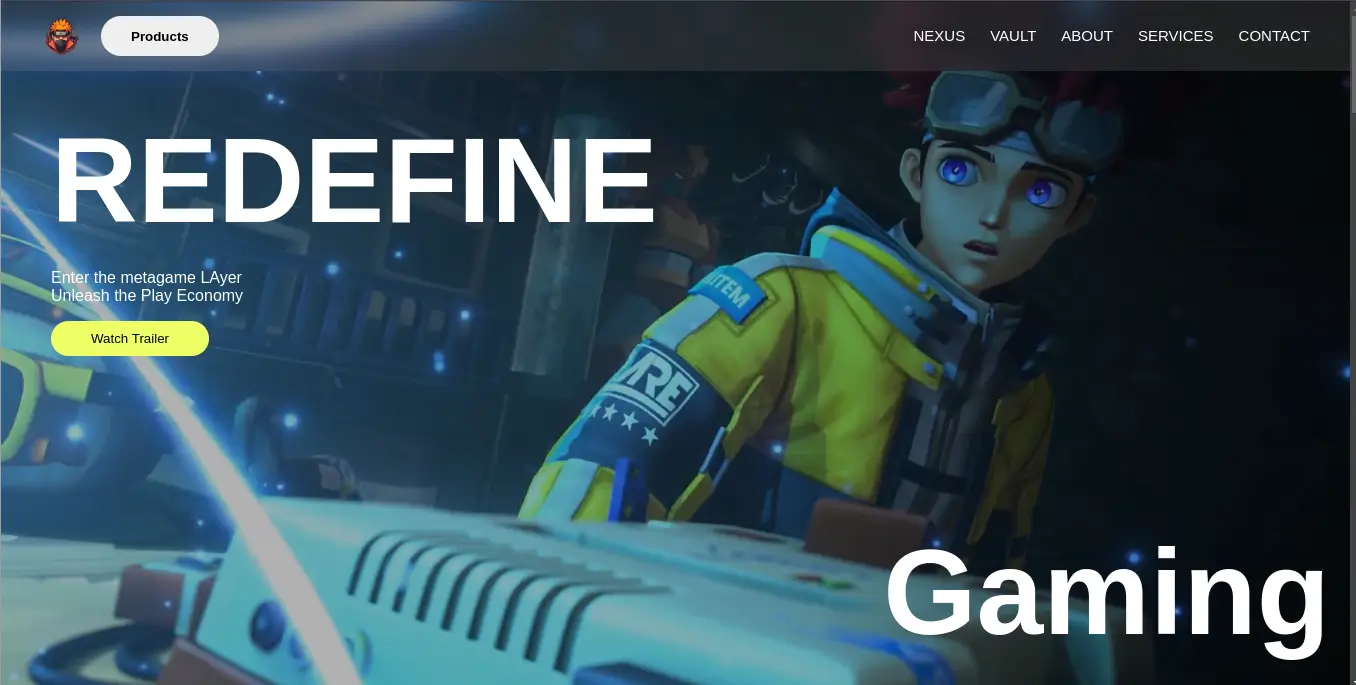 Products
NEXUS
VAULT
ABOUT
SERVICES
CONTACT
REDEFINE
Enter the metagame LAyer
Unleash the Play Economy
Watch Trailer
Gaming